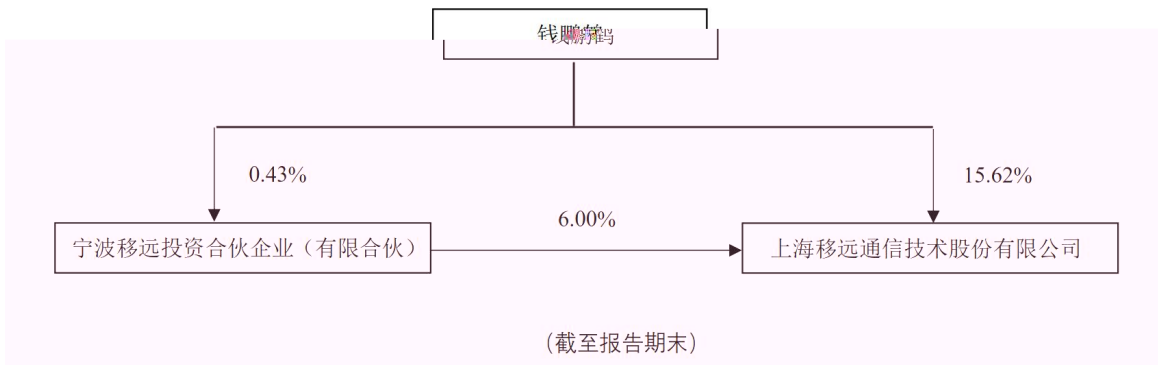 钱鹏鹤
0.43%
15.62%
6.00%
宁波移远投资合伙企业（有限合伙）
上海移远通信技术股份有限公司
（截至报告期末）